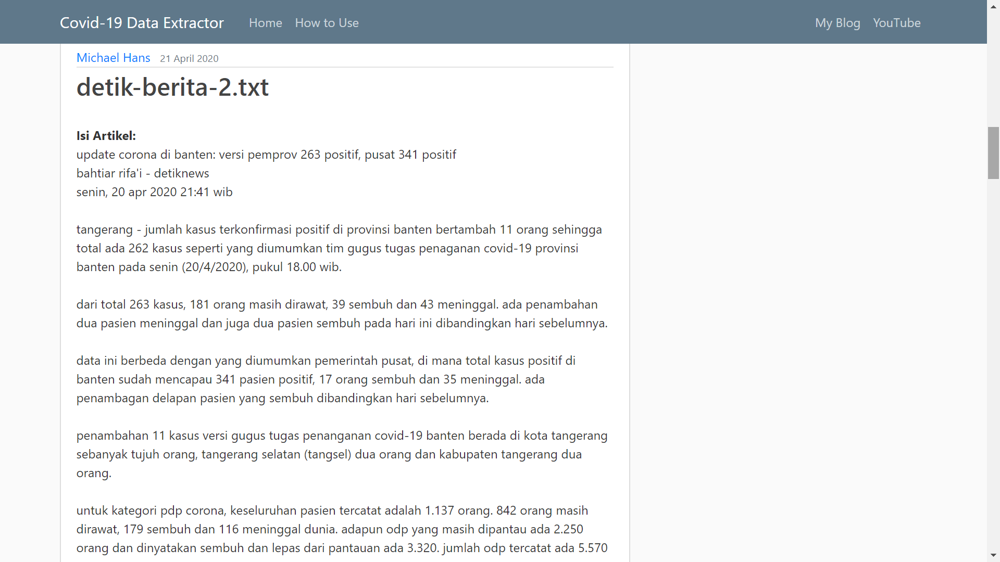 Covid-19 Data Extractor Home How to Use My Blog YouTube
Michael Hans 21 April 2020
detik-berita-2.txt
Isi Artikel:
update corona di banten: versi pemprov 263 positif, pusat 341 positif
bahtiar rifa'i - detiknews
senin, 20 apr 2020 21:41 wib
tangerang - jumlah kasus terkonfirmasi positif di provinsi banten bertambah 11 orang sehingga
total ada 262 kasus seperti yang diumumkan tim gugus tugas penaganan covid-19 provinsi
banten pada senin (20/4/2020), pukul 18.00 wib.
dari total 263 kasus, 181 orang masih dirawat, 39 sembuh dan 43 meninggal. ada penambahan
dua pasien meninggal dan juga dua pasien sembuh pada hari ini dibandingkan hari sebelumnya.
data ini berbeda dengan yang diumumkan pemerintah pusat, di mana total kasus positif di
banten sudah mencapau 341 pasien positif, 17 orang sembuh dan 35 meninggal. ada
penambagan delapan pasien yang sembuh dibandingkan hari sebelumnya.
penambahan 11 kasus versi gugus tugas penanganan covid-19 banten berada di kota tangerang
sebanyak tujuh orang, tangerang selatan (tangsel) dua orang dan kabupaten tangerang dua
orang.
untuk kategori pdp corona, keseluruhan pasien tercatat adalah 1.137 orang. 842 orang masih
dirawat, 179 sembuh dan 116 meninggal dunia. adapun odp yang masih dipantau ada 2.250
orang dan dinyatakan sembuh dan lepas dari pantauan ada 3.320. jumlah odp tercatat ada 5.570